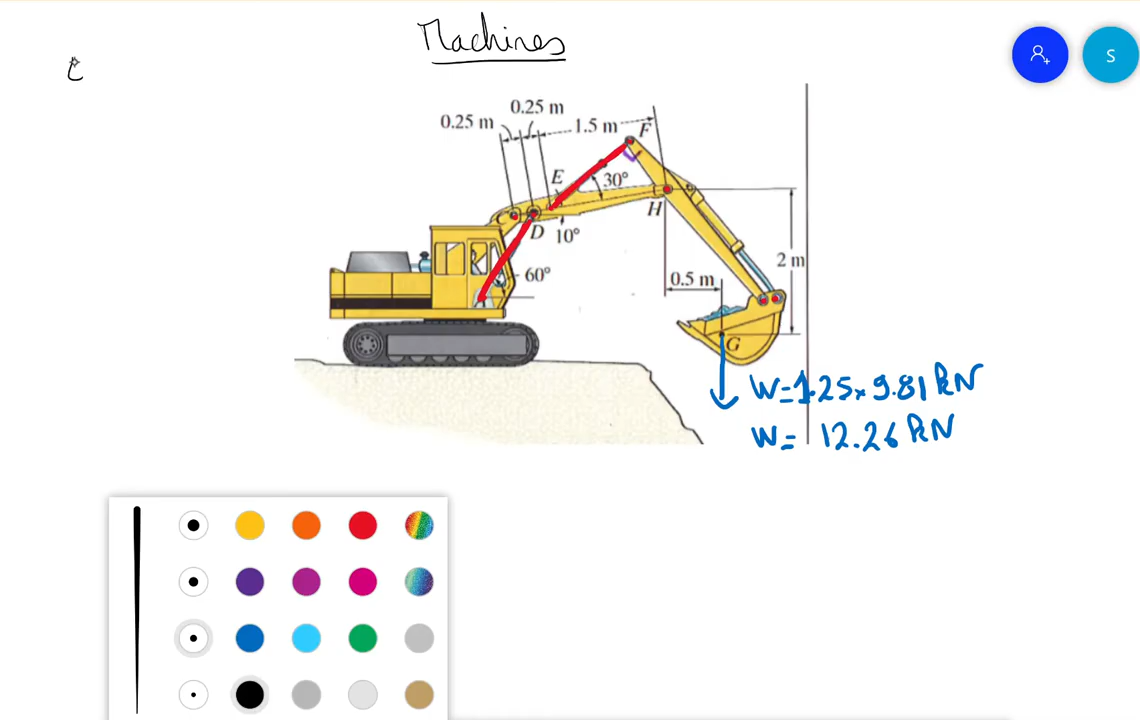 Machines
S
0.25 m
0.25 m
1.5 m
F
E
30°
H
C
D
10°
60°
2 m
0.5 m
G
W=1.25×9.81 kN
W= 12.26 kN